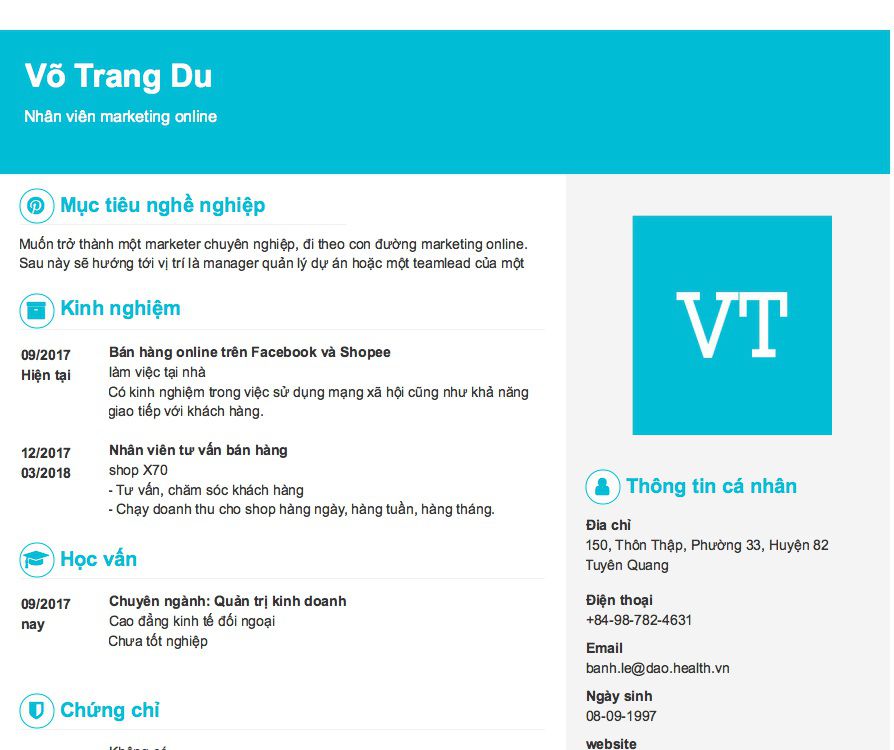 Võ Trang Du
Nhân viên marketing online
Mục tiêu nghề nghiệp
Muốn trở thành một marketer chuyên nghiệp, đi theo con đường marketing online.
Sau này sẽ hướng tới vị trí là manager quản lý dự án hoặc một teamlead của một
Kinh nghiệm
09/2017
Hiện tại
Bán hàng online trên Facebook và Shopee
làm việc tại nhà
Có kinh nghiệm trong việc sử dụng mạng xã hội cũng như khả năng
giao tiếp với khách hàng.
12/2017
03/2018
Nhân viên tư vấn bán hàng
shop X70
- Tư vấn, chăm sóc khách hàng
- Chạy doanh thu cho shop hàng ngày, hàng tuần, hàng tháng.
Học vấn
09/2017
nay
Chuyên ngành: Quản trị kinh doanh
Cao đẳng kinh tế đối ngoại
Chưa tốt nghiệp
Chứng chỉ
VT
Thông tin cá nhân
Địa chỉ
150, Thôn Thập, Phường 33, Huyện 82
Tuyên Quang
Điện thoại
+84-98-782-4631
Email
banh.le@dao.health.vn
Ngày sinh
08-09-1997
website